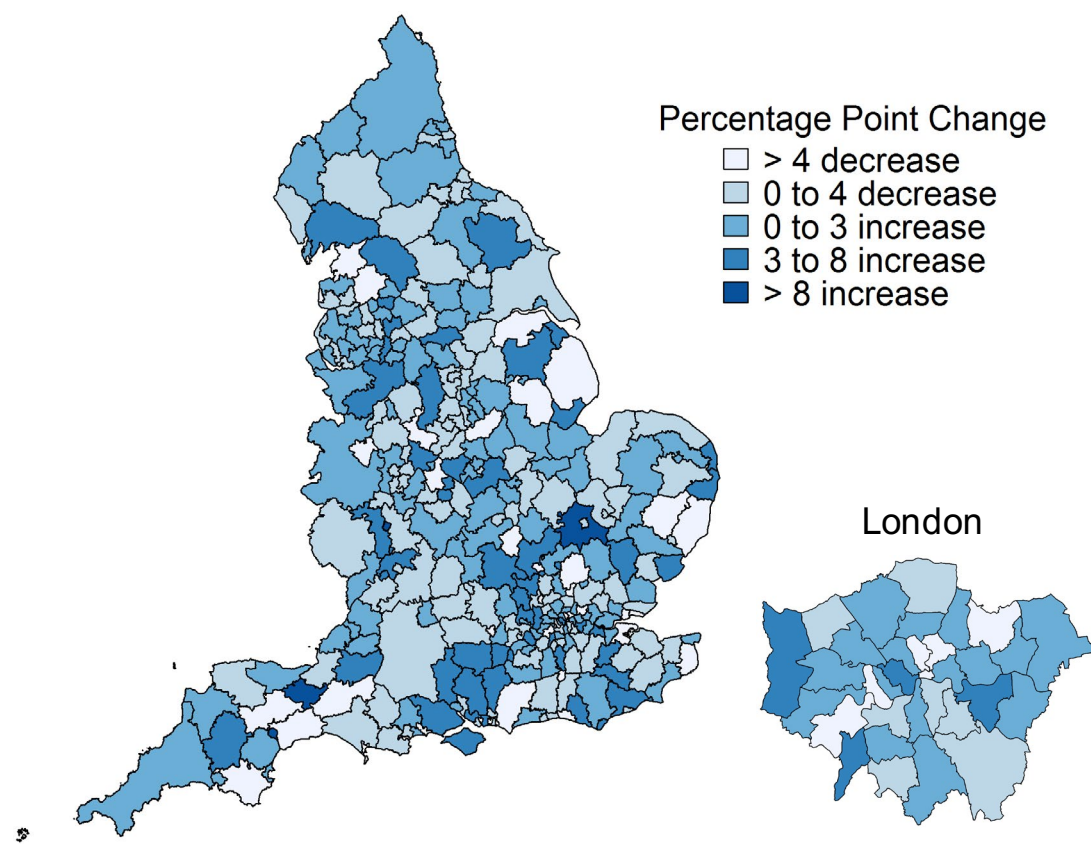 Percentage Point Change
> 4 decrease
0 to 4 decrease
0 to 3 increase
3 to 8 increase
> 8 increase
London